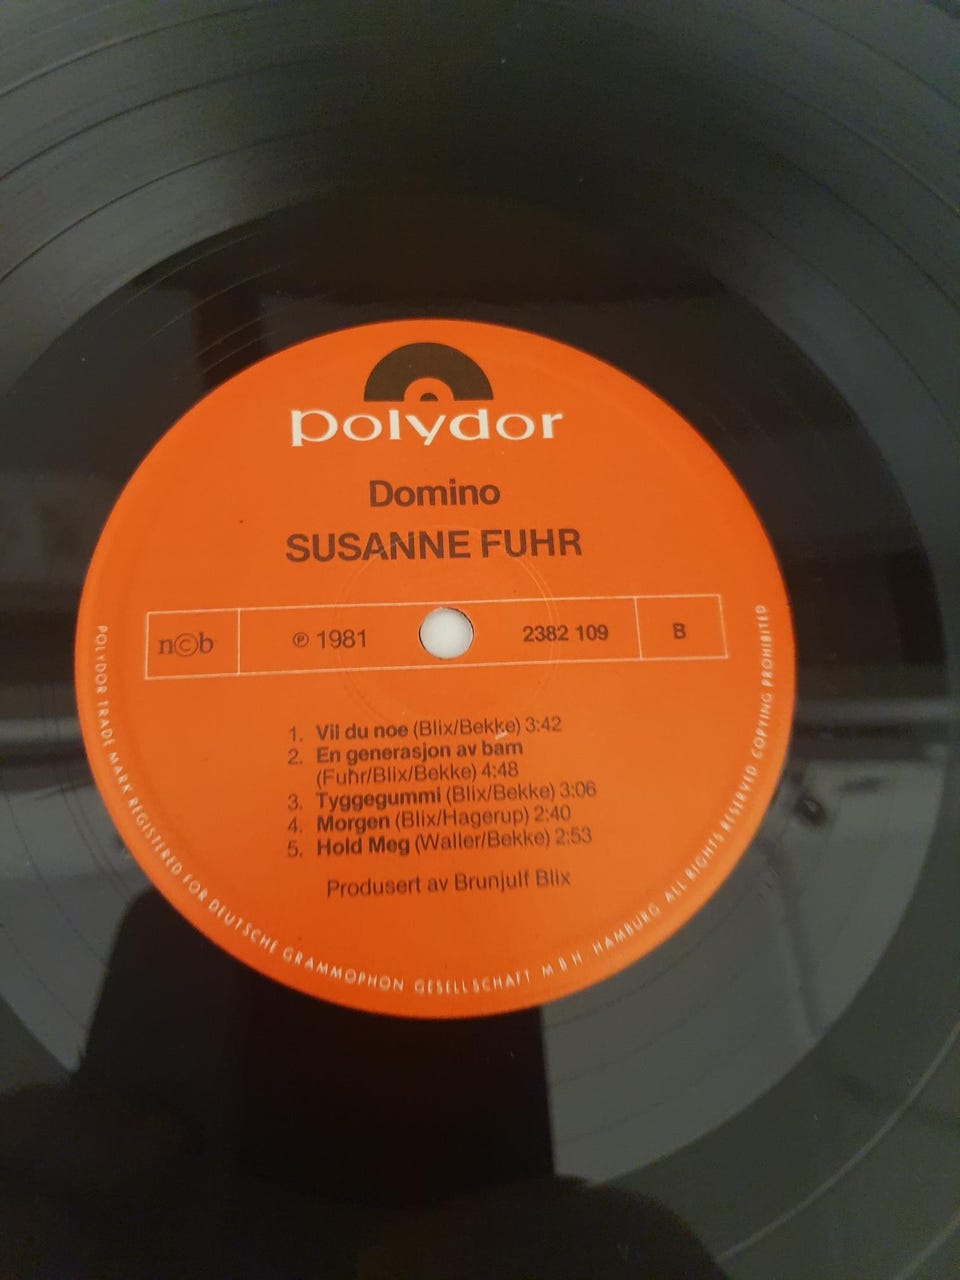 polydor
Domino
SUSANNE FUHR
n©b ℗ 1981 2382 109 B
1. Vil du noe (Blix/Bekke) 3:42
2. En generasjon av barn
(Fuhr/Blix/Bekke) 4:48
3. Tyggegummi (Blix/Bekke) 3:06
4. Morgen (Blix/Hagerup) 2:40
5. Hold Meg (Waller/Bekke) 2:53
Produsert av Brunjulf Blix
POLYDOR TRADE MARK REGISTERED FOR DEUTSCHE GRAMMOPHON GESELLSCHAFT M B H HAMBURG ALL RIGHTS RESERVED COPYING PROHIBITED